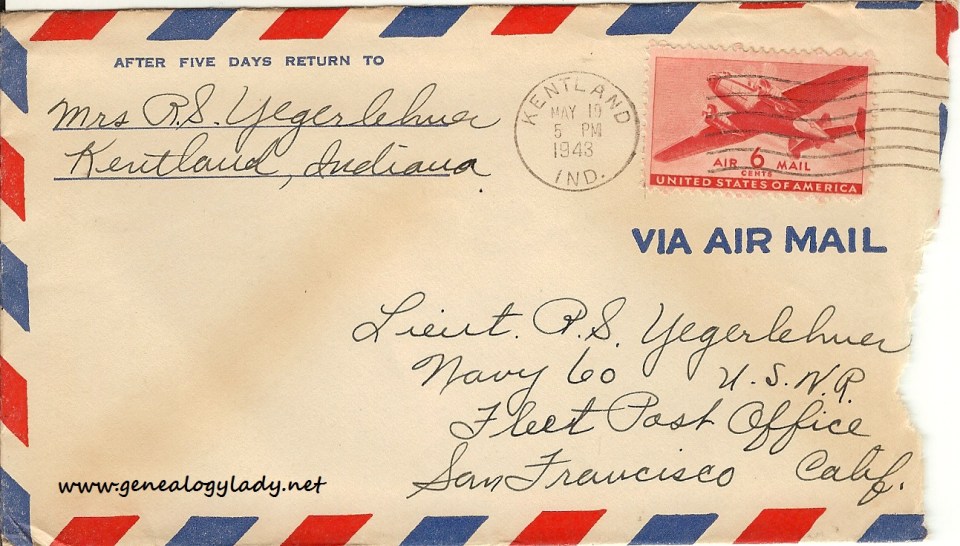 AFTER FIVE DAYS RETURN TO
Mrs R.S. Yegerlehner
Kentland, Indiana.
KENTLAND
MAY 19
5 PM
1943
IND.
AIR 6 MAIL
CENTS
UNITED STATES OF AMERICA
VIA AIR MAIL
Lieut. R.S. Yegerlehner
Navy 60 U.S.N.R.
Fleet Post Office
San Francisco Calif.
www.genealogylady.net